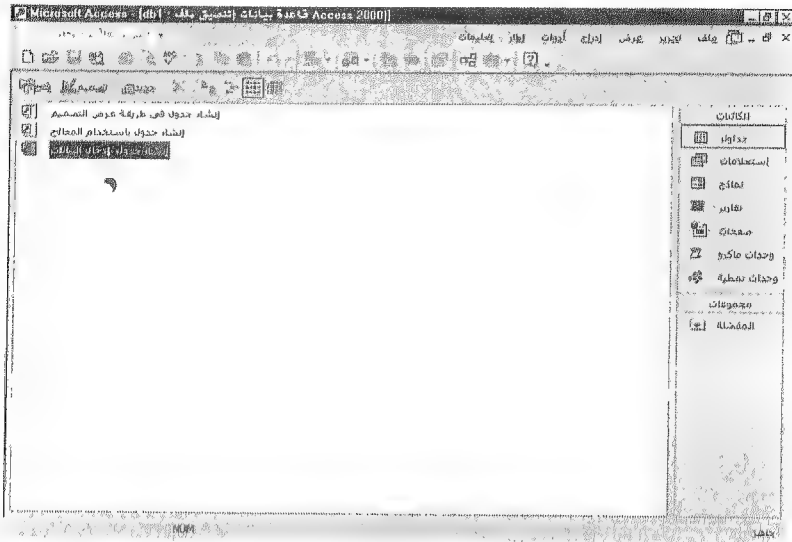 Microsoft Access - [db1 : قاعدة بيانات (تنسيق ملف Access 2000)]
ملف تحرير عرض إدراج أدوات إطار تعليمات
فتح تصميم جديد
إنشاء جدول في طريقة عرض التصميم
إنشاء جدول باستخدام المعالج
إنشاء جدول بإدخال البيانات
الكائنات
جداول
إستعلامات
نماذج
تقارير
صفحات
وحدات ماكرو
وحدات نمطية
مجموعات
المفضلة
NUM
جاهز